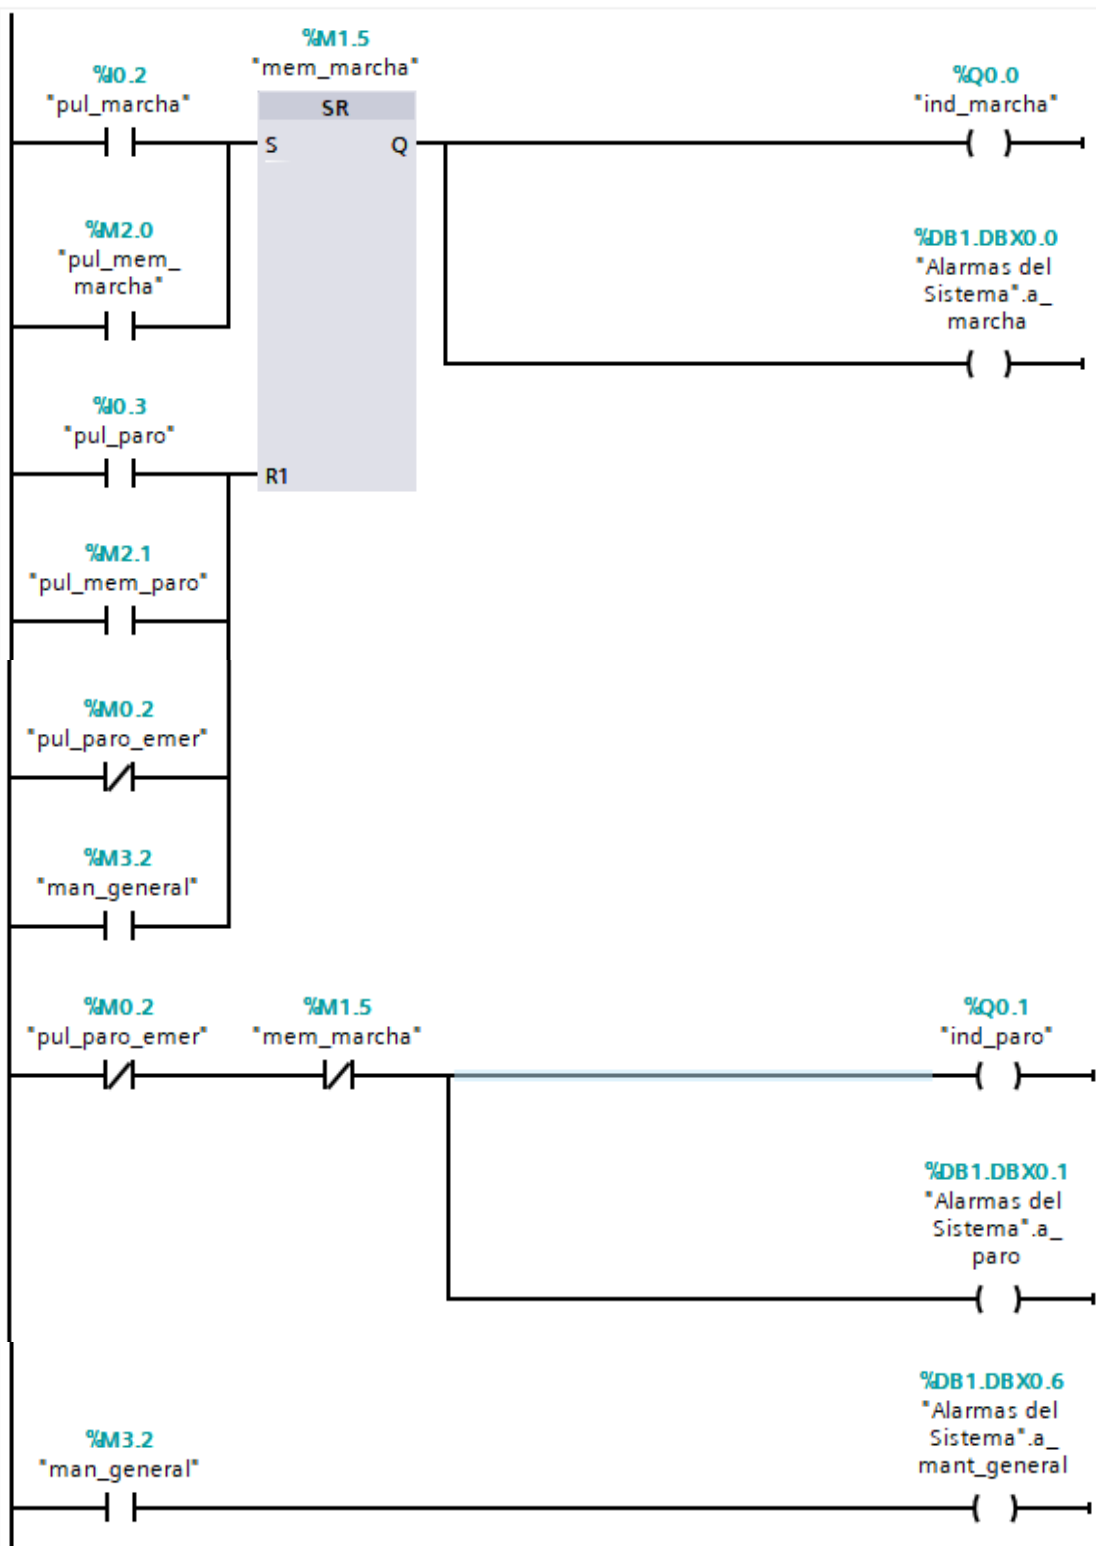 %M1.5
"mem_marcha"
%I0.2
"pul_marcha"
SR
%Q0.0
"ind_marcha"
S
Q
%M2.0
"pul_mem_
marcha"
%DB1.DBX0.0
"Alarmas del
Sistema".a_
marcha
%I0.3
"pul_paro"
R1
%M2.1
"pul_mem_paro"
%M0.2
"pul_paro_emer"
%M3.2
"man_general"
%M0.2
"pul_paro_emer"
%M1.5
"mem_marcha"
%Q0.1
"ind_paro"
%DB1.DBX0.1
"Alarmas del
Sistema".a_
paro
%DB1.DBX0.6
"Alarmas del
Sistema".a_
mant_general
%M3.2
"man_general"